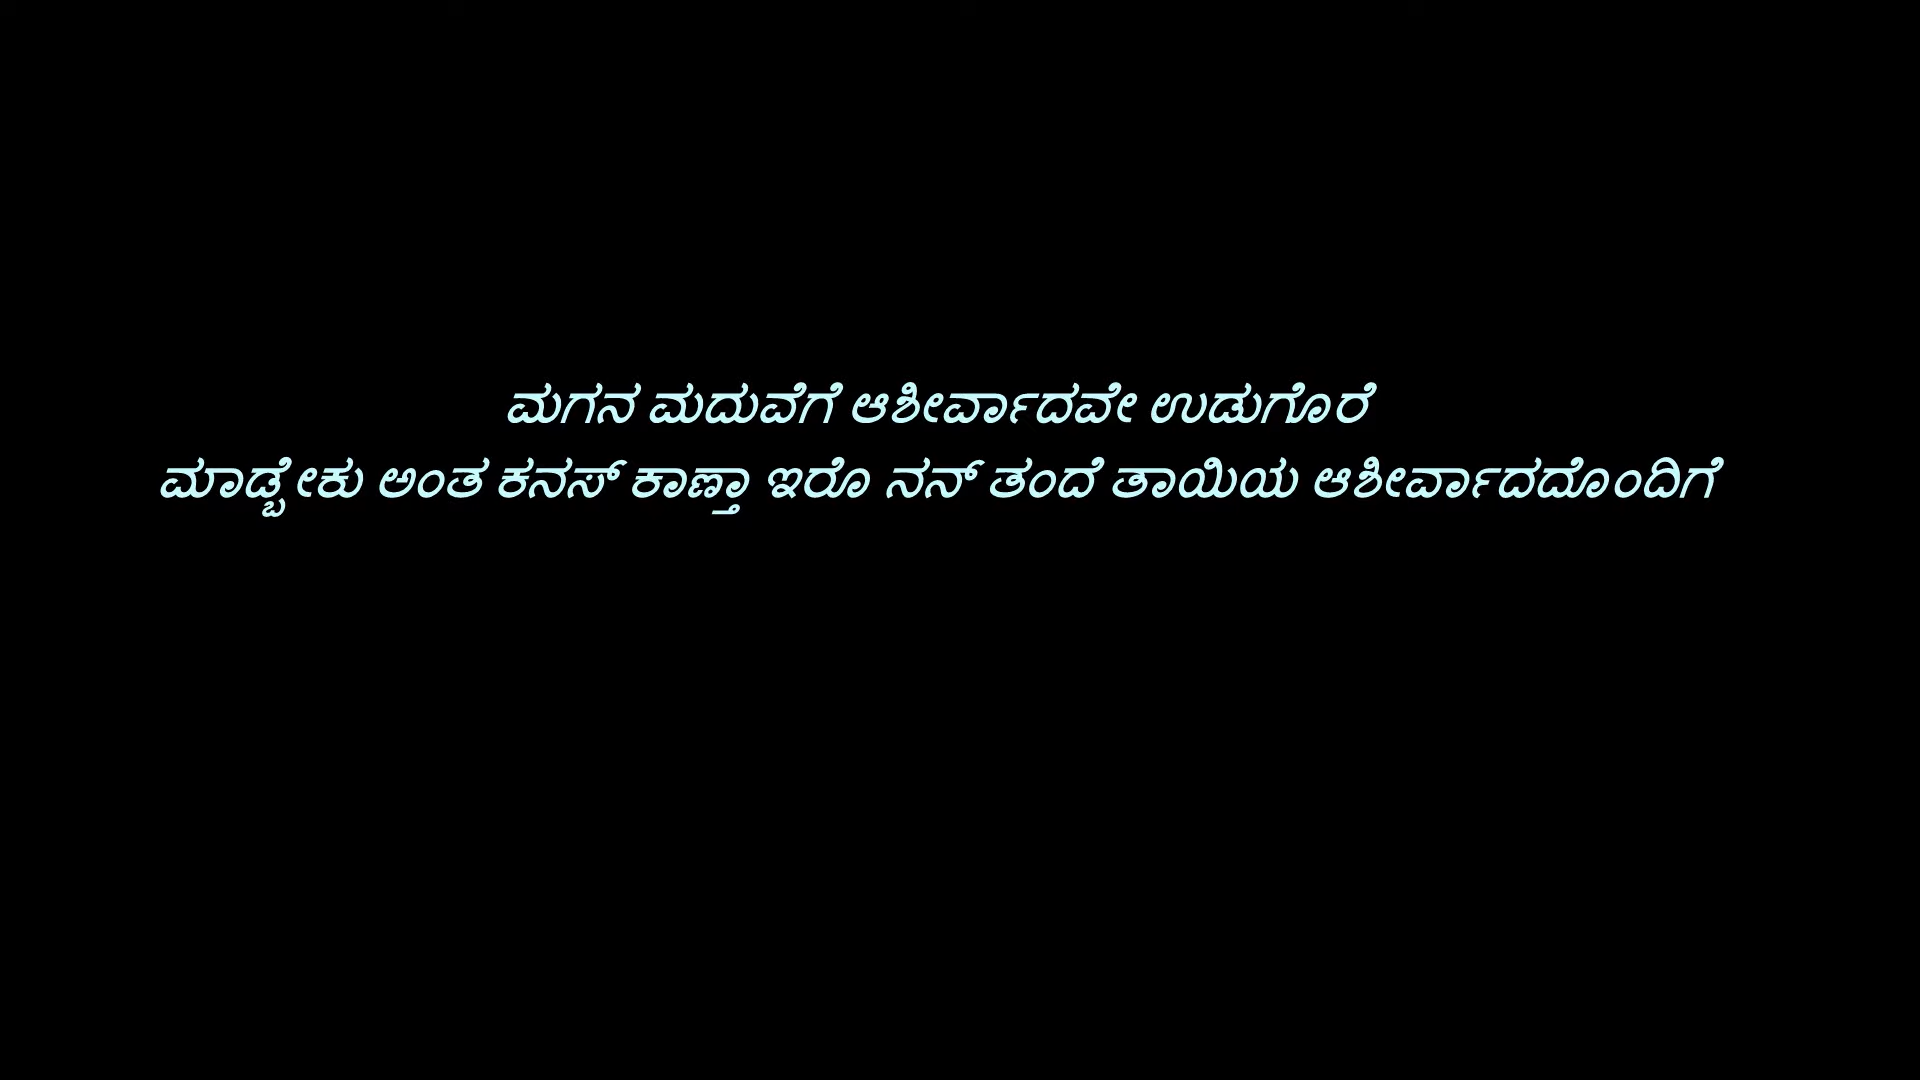 ಮಗನ ಮದುವೆಗೆ ಆಶೀರ್ವಾದವೇ ಉಡುಗೊರೆ
ಮಾಡ್ಬೇಕು ಅಂತ ಕನಸ್ ಕಾಣ್ತಾ ಇರೊ ನನ್ ತಂದೆ ತಾಯಿಯ ಆಶೀರ್ವಾದದೊಂದಿಗೆ